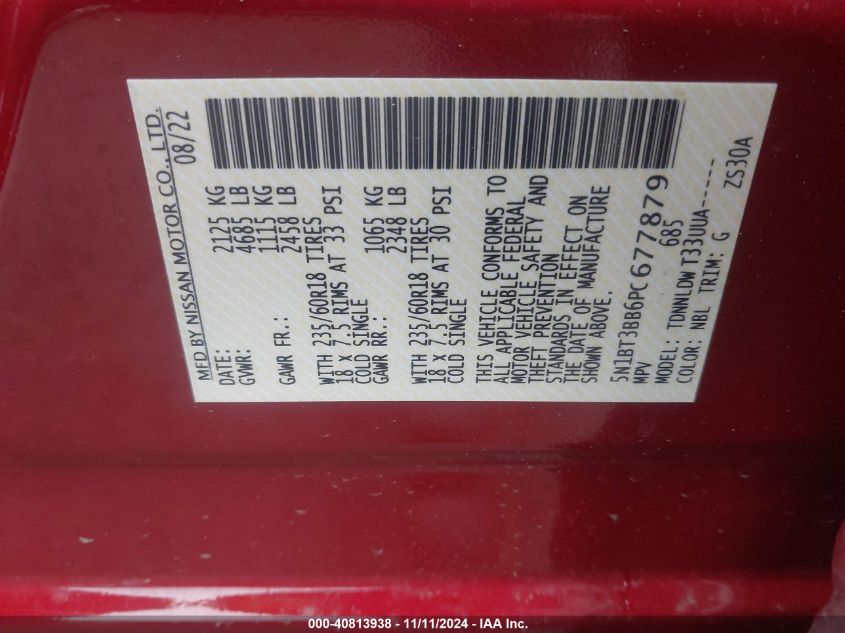 MFD BY NISSAN MOTOR CO., LTD.
DATE: 08/22
GVWR: 2125 KG
4685 LB
GAWR FR.: 1115 KG
2458 LB
WITH 235/60R18 TIRES
18 x 7.5 RIMS AT 33 PSI
COLD SINGLE
GAWR RR.: 1065 KG
2348 LB
WITH 235/60R18 TIRES
18 x 7.5 RIMS AT 30 PSI
COLD SINGLE
THIS VEHICLE CONFORMS TO
ALL APPLICABLE FEDERAL
MOTOR VEHICLE SAFETY AND
THEFT PREVENTION
STANDARDS IN EFFECT ON
THE DATE OF MANUFACTURE
SHOWN ABOVE.
5N1BT3BB6PC677879
MPV 685
MODEL: TDNNLDW T33UUA-----
COLOR: NBL TRIM: G ZS30A
000-40813938 - 11/11/2024 - IAA Inc.